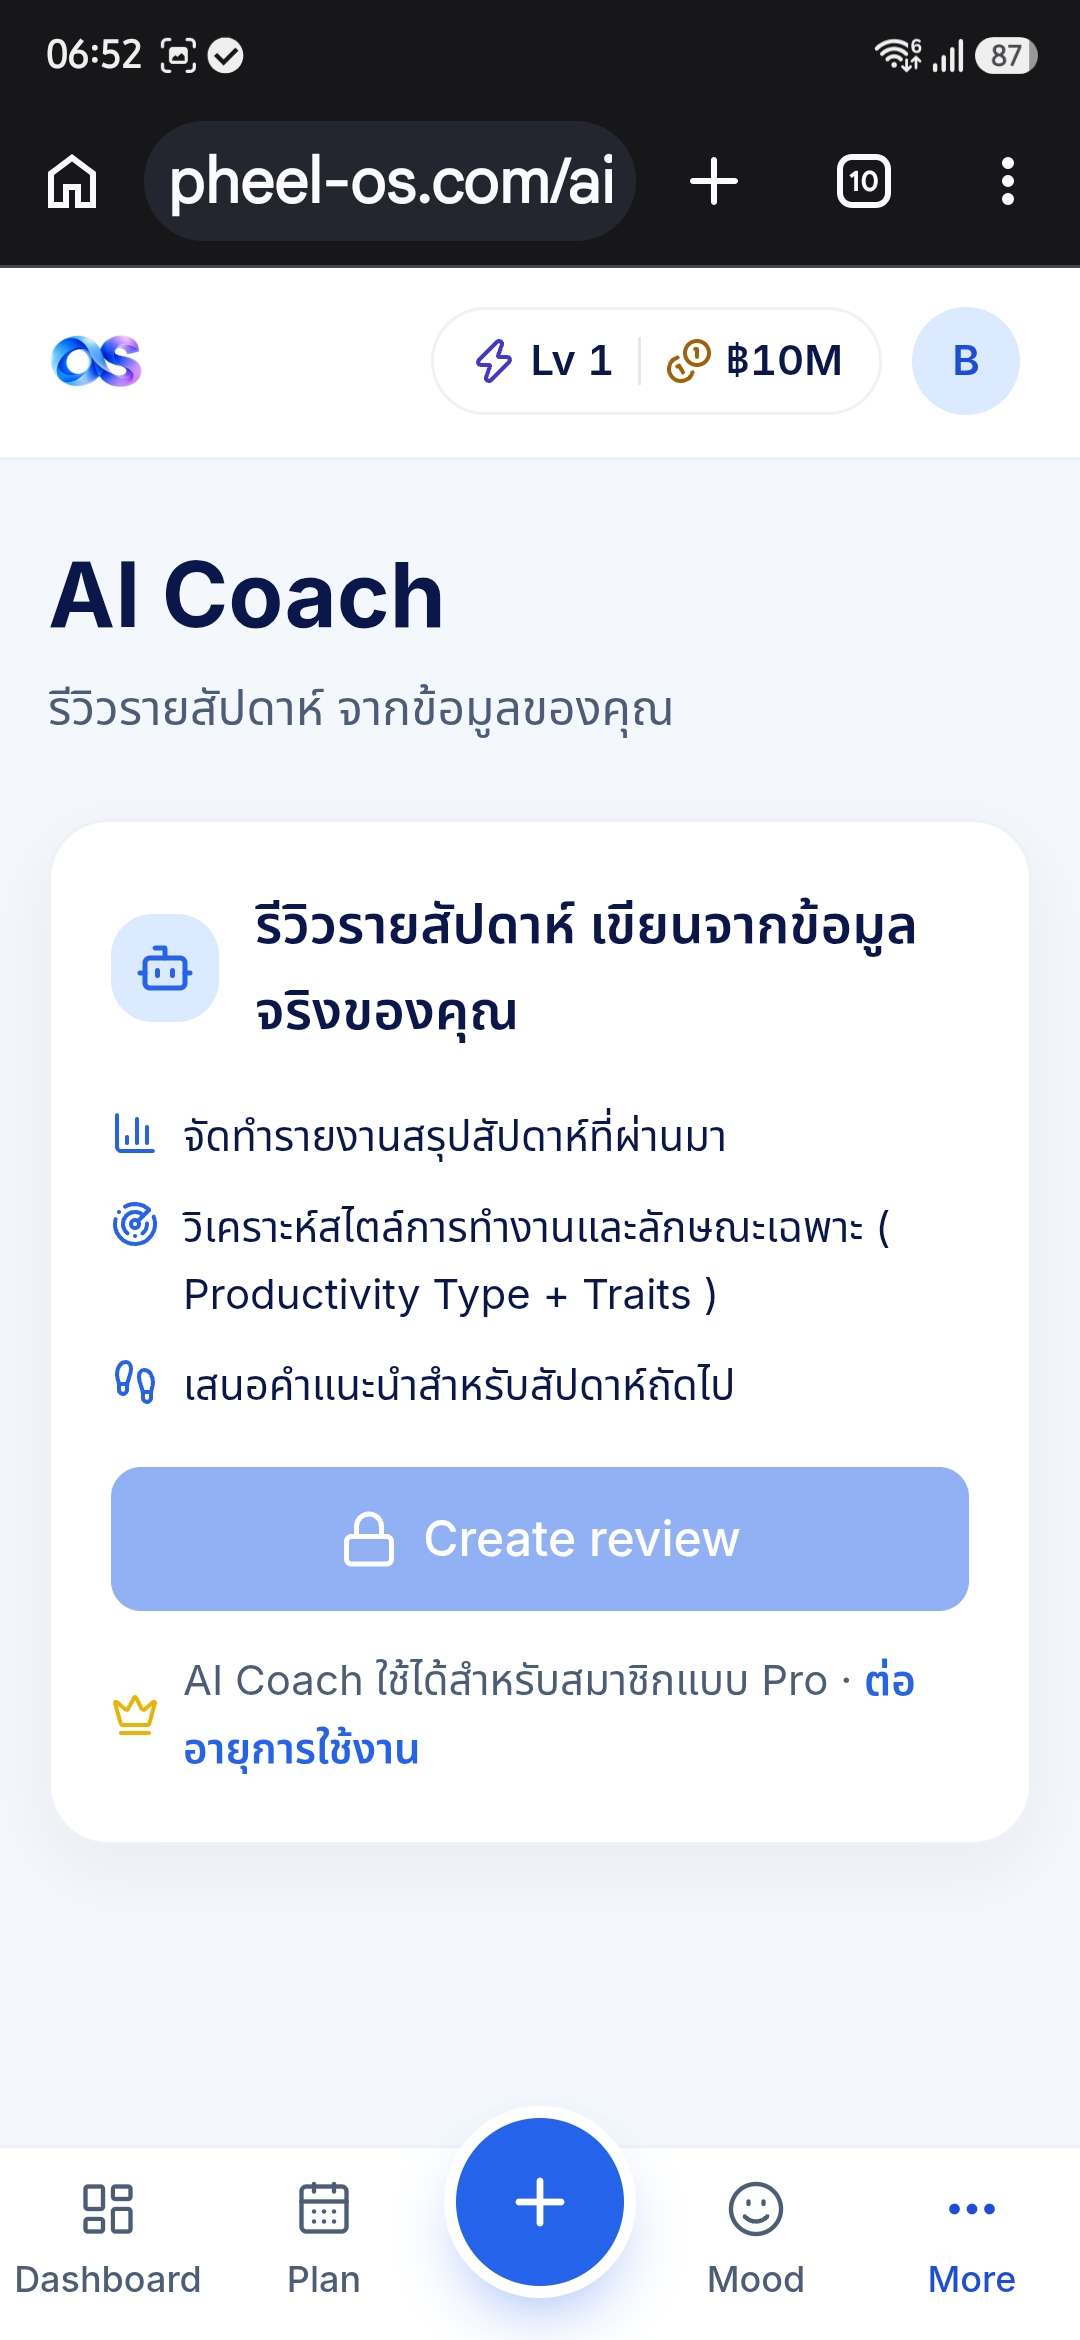 06:52
6
87
pheel-os.com/ai
10
os
Lv 1
฿10M
B
AI Coach
รีวิวรายสัปดาห์ จากข้อมูลของคุณ
รีวิวรายสัปดาห์ เขียนจากข้อมูล
จริงของคุณ
จัดทำรายงานสรุปสัปดาห์ที่ผ่านมา
วิเคราะห์สไตล์การทำงานและลักษณะเฉพาะ (
Productivity Type + Traits )
เสนอคำแนะนำสำหรับสัปดาห์ถัดไป
Create review
AI Coach ใช้ได้สำหรับสมาชิกแบบ Pro · ต่อ
อายุการใช้งาน
Dashboard
Plan
Mood
More